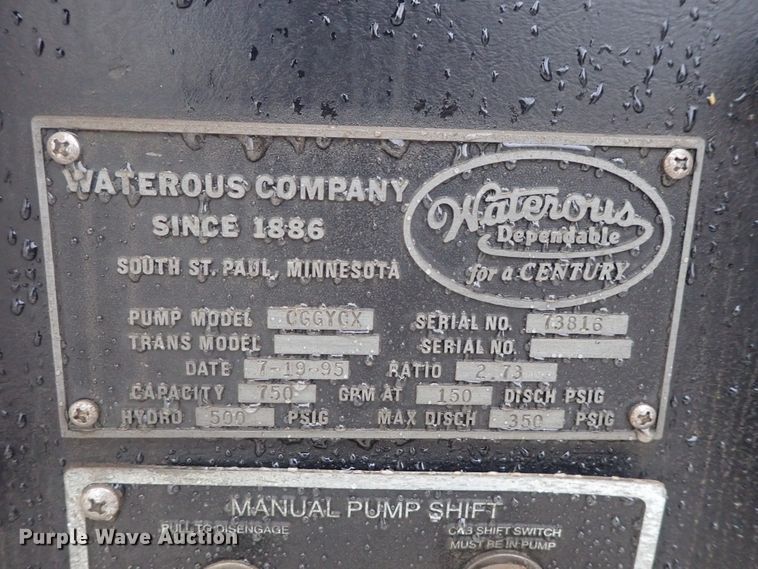 WATEROUS COMPANY
SINCE 1886
SOUTH ST. PAUL, MINNESOTA
Waterous
Dependable
for a CENTURY
PUMP MODEL CGGYCX SERIAL NO. 73816
TRANS MODEL SERIAL NO.
DATE 7-19-95 RATIO 2.73
CAPACITY 750 GPM AT 150 DISCH PSIG
HYDRO 500 PSIG MAX DISCH 350 PSIG
MANUAL PUMP SHIFT
PULL TO DISENGAGE CAB SHIFT SWITCH
MUST BE IN PUMP
Purple Wave Auction